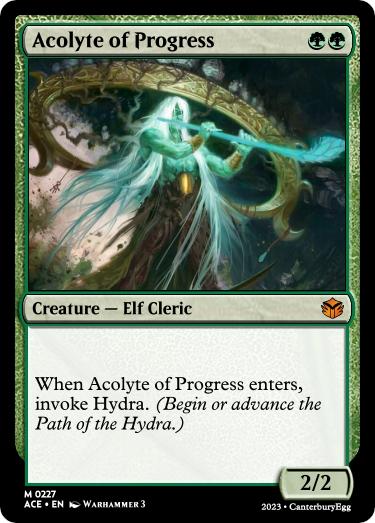 Acolyte of Progress
Creature — Elf Cleric
When Acolyte of Progress enters,
invoke Hydra. (Begin or advance the
Path of the Hydra.)
2/2
M 0227
ACE • EN Warhammer 3
2023 • CanterburyEgg